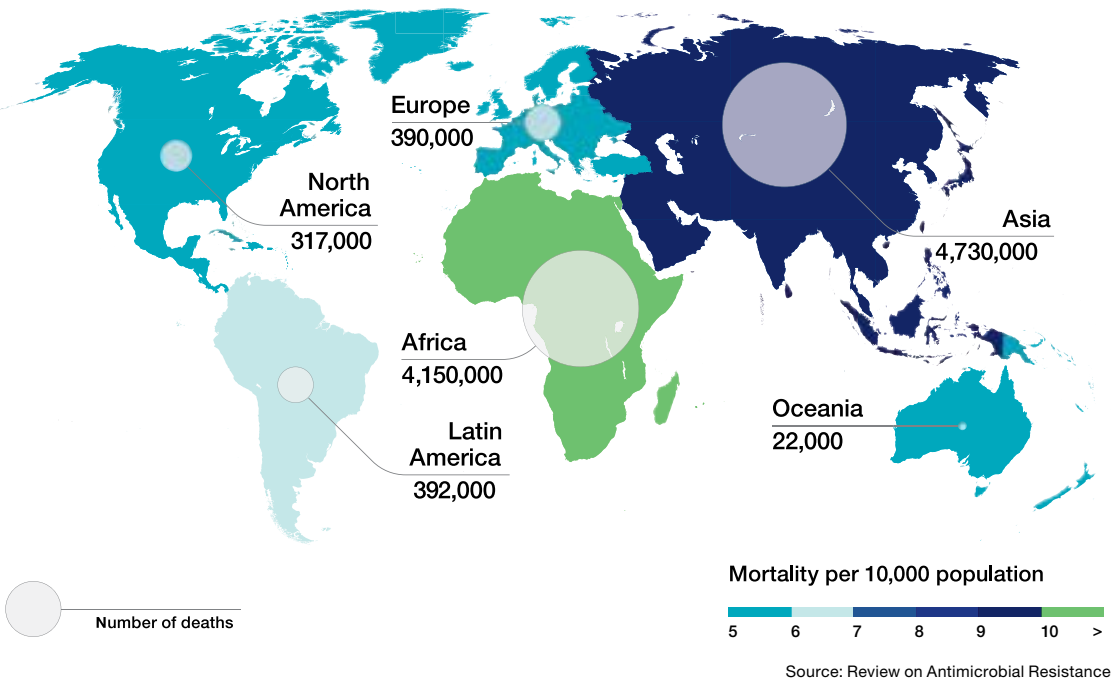 Europe
390,000
North
America
317,000
Asia
4,730,000
Africa
4,150,000
Oceania
22,000
Latin
America
392,000
Mortality per 10,000 population
5 6 7 8 9 10 >
Number of deaths
Source: Review on Antimicrobial Resistance